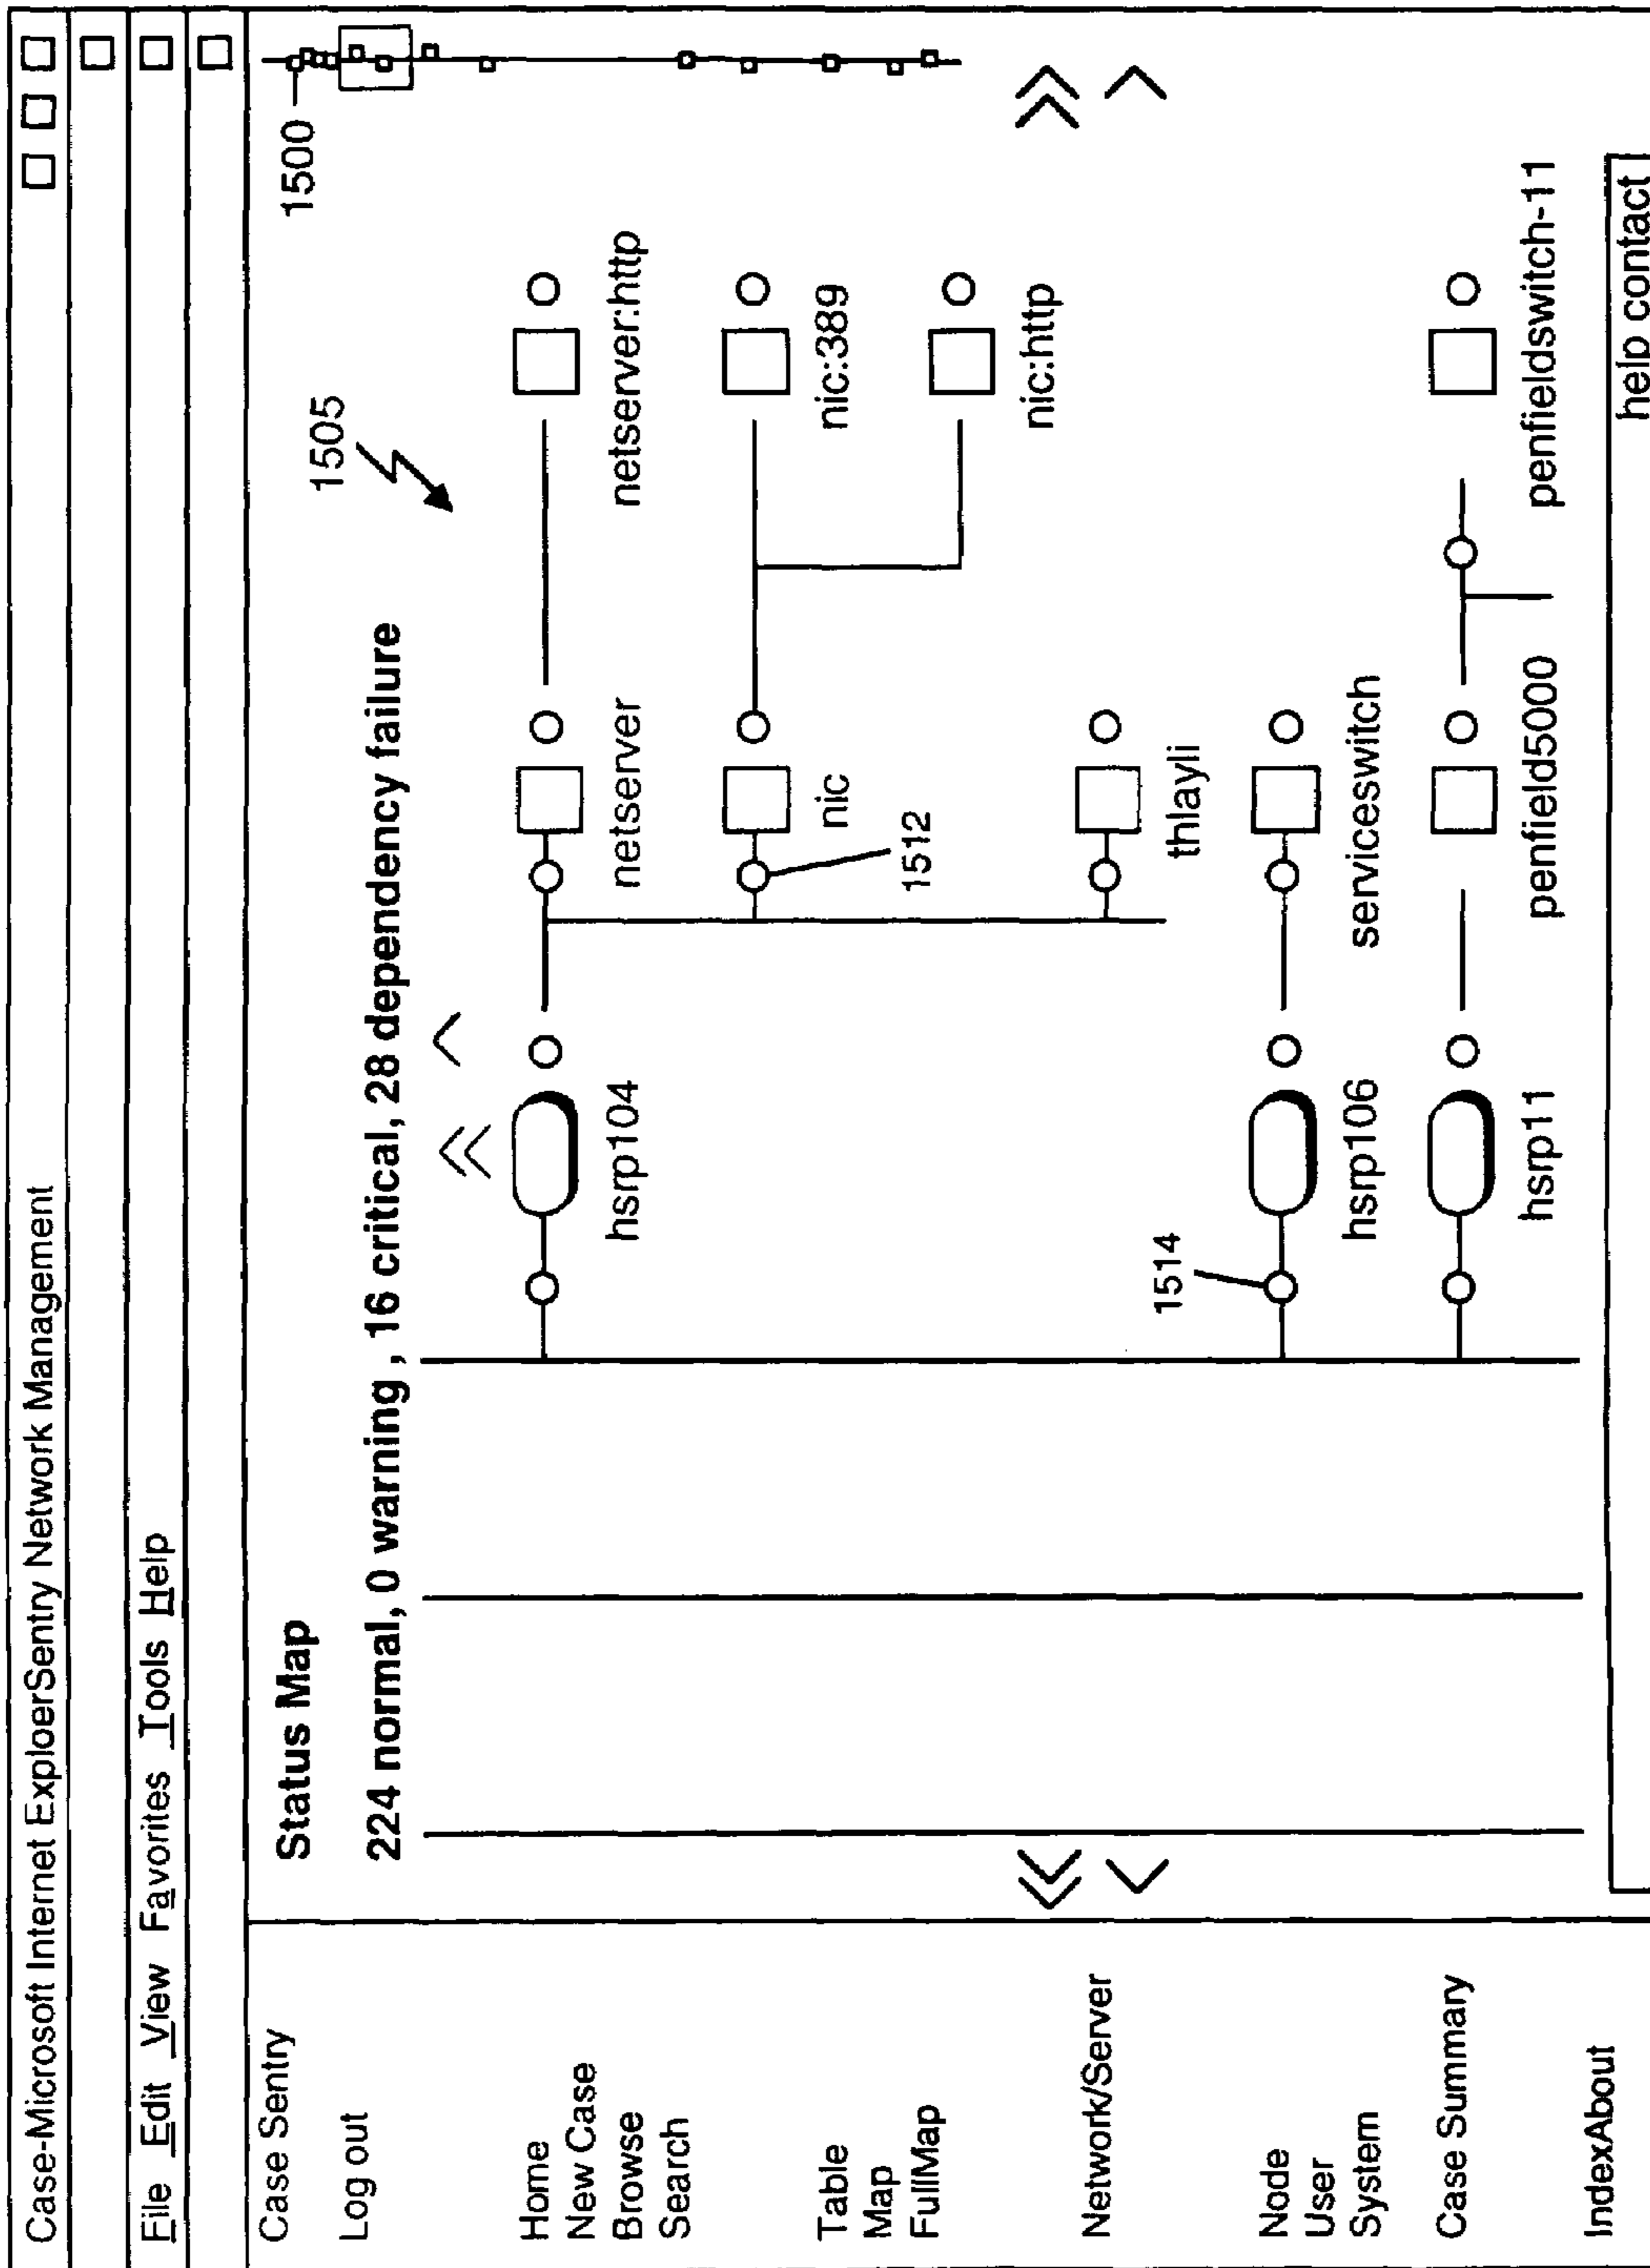 Case-Microsoft Internet ExploerSentry Network Management
File Edit View Favorites Tools Help
Case Sentry
Log out
Home
New Case
Browse
Search
Table
Map
FullMap
Network/Server
Node
User
System
Case Summary
IndexAbout
Status Map
224 normal, 0 warning , 16 critical, 28 dependency failure
1500
1505
hsrp104
netserver
netserver:http
nic
nic:389
1512
nic:http
thlayli
1514
hsrp106
serviceswitch
hsrp11
penfield5000
penfieldswitch-11
help contact